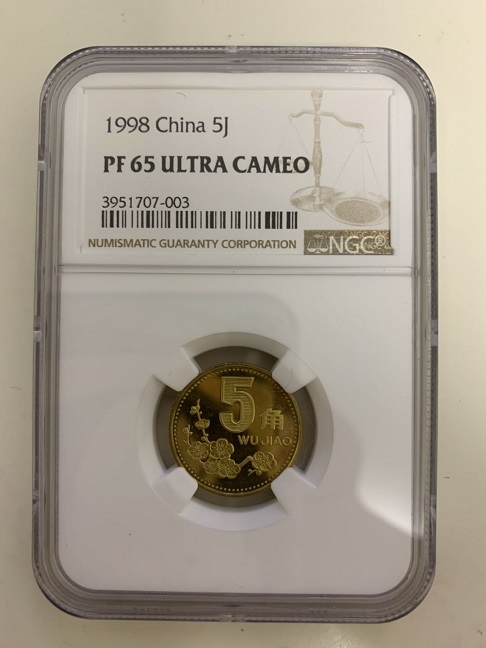 1998 China 5J
PF 65 ULTRA CAMEO
3951707-003
NUMISMATIC GUARANTY CORPORATION
NGC®
5角
WU JIAO